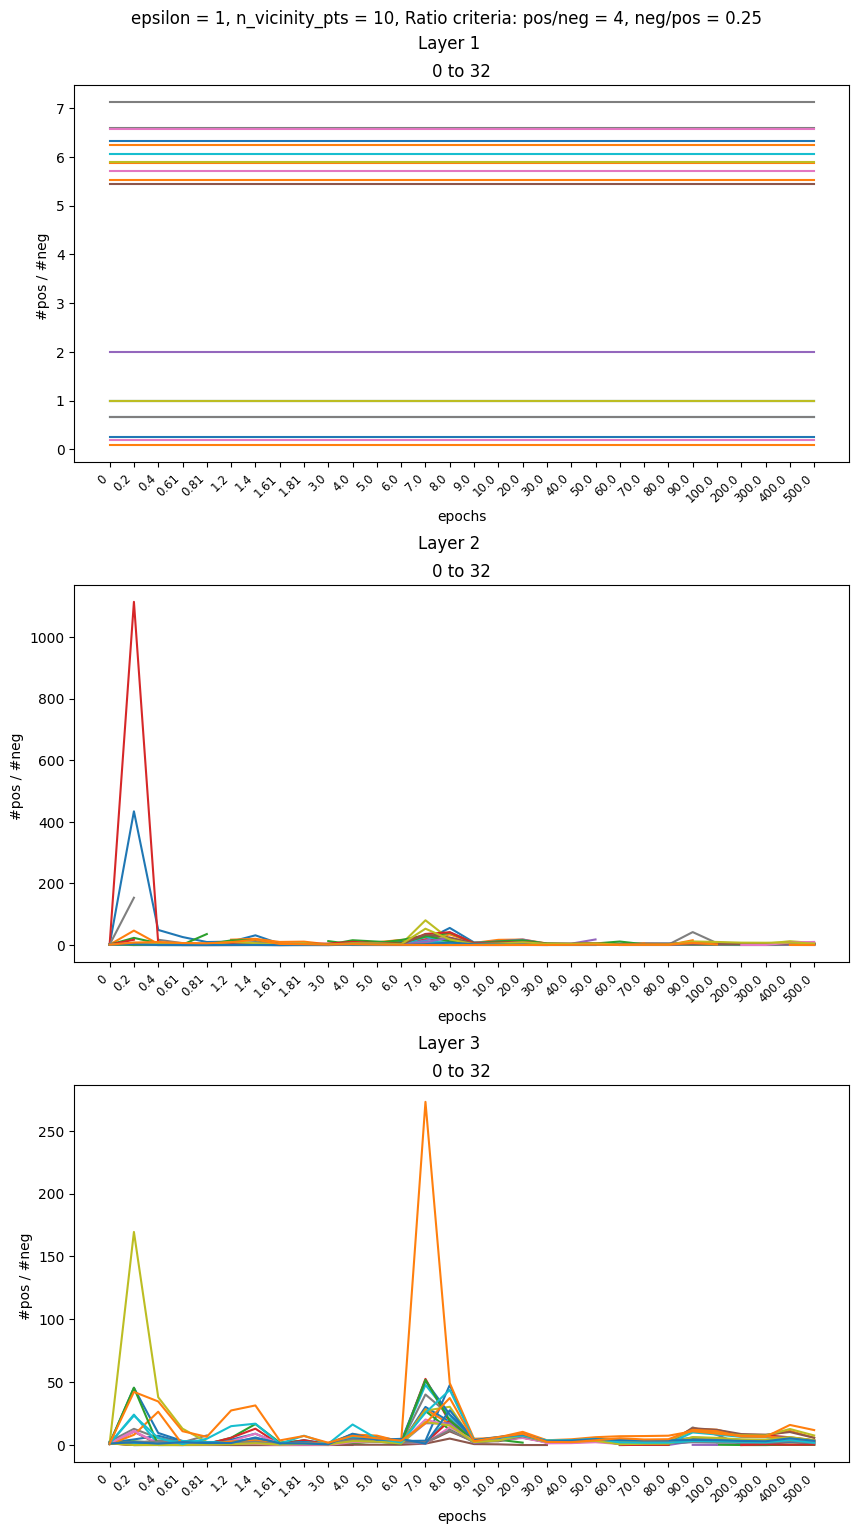 epsilon = 1, n_vicinity_pts = 10, Ratio criteria: pos/neg = 4, neg/pos = 0.25
Layer 1
0 to 32
7
6
5
4
3
2
1
0
#pos / #neg
0 0.2 0.4 0.61 0.81 1.2 1.4 1.61 1.81 3.0 4.0 5.0 6.0 7.0 8.0 9.0 10.0 20.0 30.0 40.0 50.0 60.0 70.0 80.0 90.0 100.0 200.0 300.0 400.0 500.0
epochs
Layer 2
0 to 32
1000
800
600
400
200
0
#pos / #neg
0 0.2 0.4 0.61 0.81 1.2 1.4 1.61 1.81 3.0 4.0 5.0 6.0 7.0 8.0 9.0 10.0 20.0 30.0 40.0 50.0 60.0 70.0 80.0 90.0 100.0 200.0 300.0 400.0 500.0
epochs
Layer 3
0 to 32
250
200
150
100
50
0
#pos / #neg
0 0.2 0.4 0.61 0.81 1.2 1.4 1.61 1.81 3.0 4.0 5.0 6.0 7.0 8.0 9.0 10.0 20.0 30.0 40.0 50.0 60.0 70.0 80.0 90.0 100.0 200.0 300.0 400.0 500.0
epochs